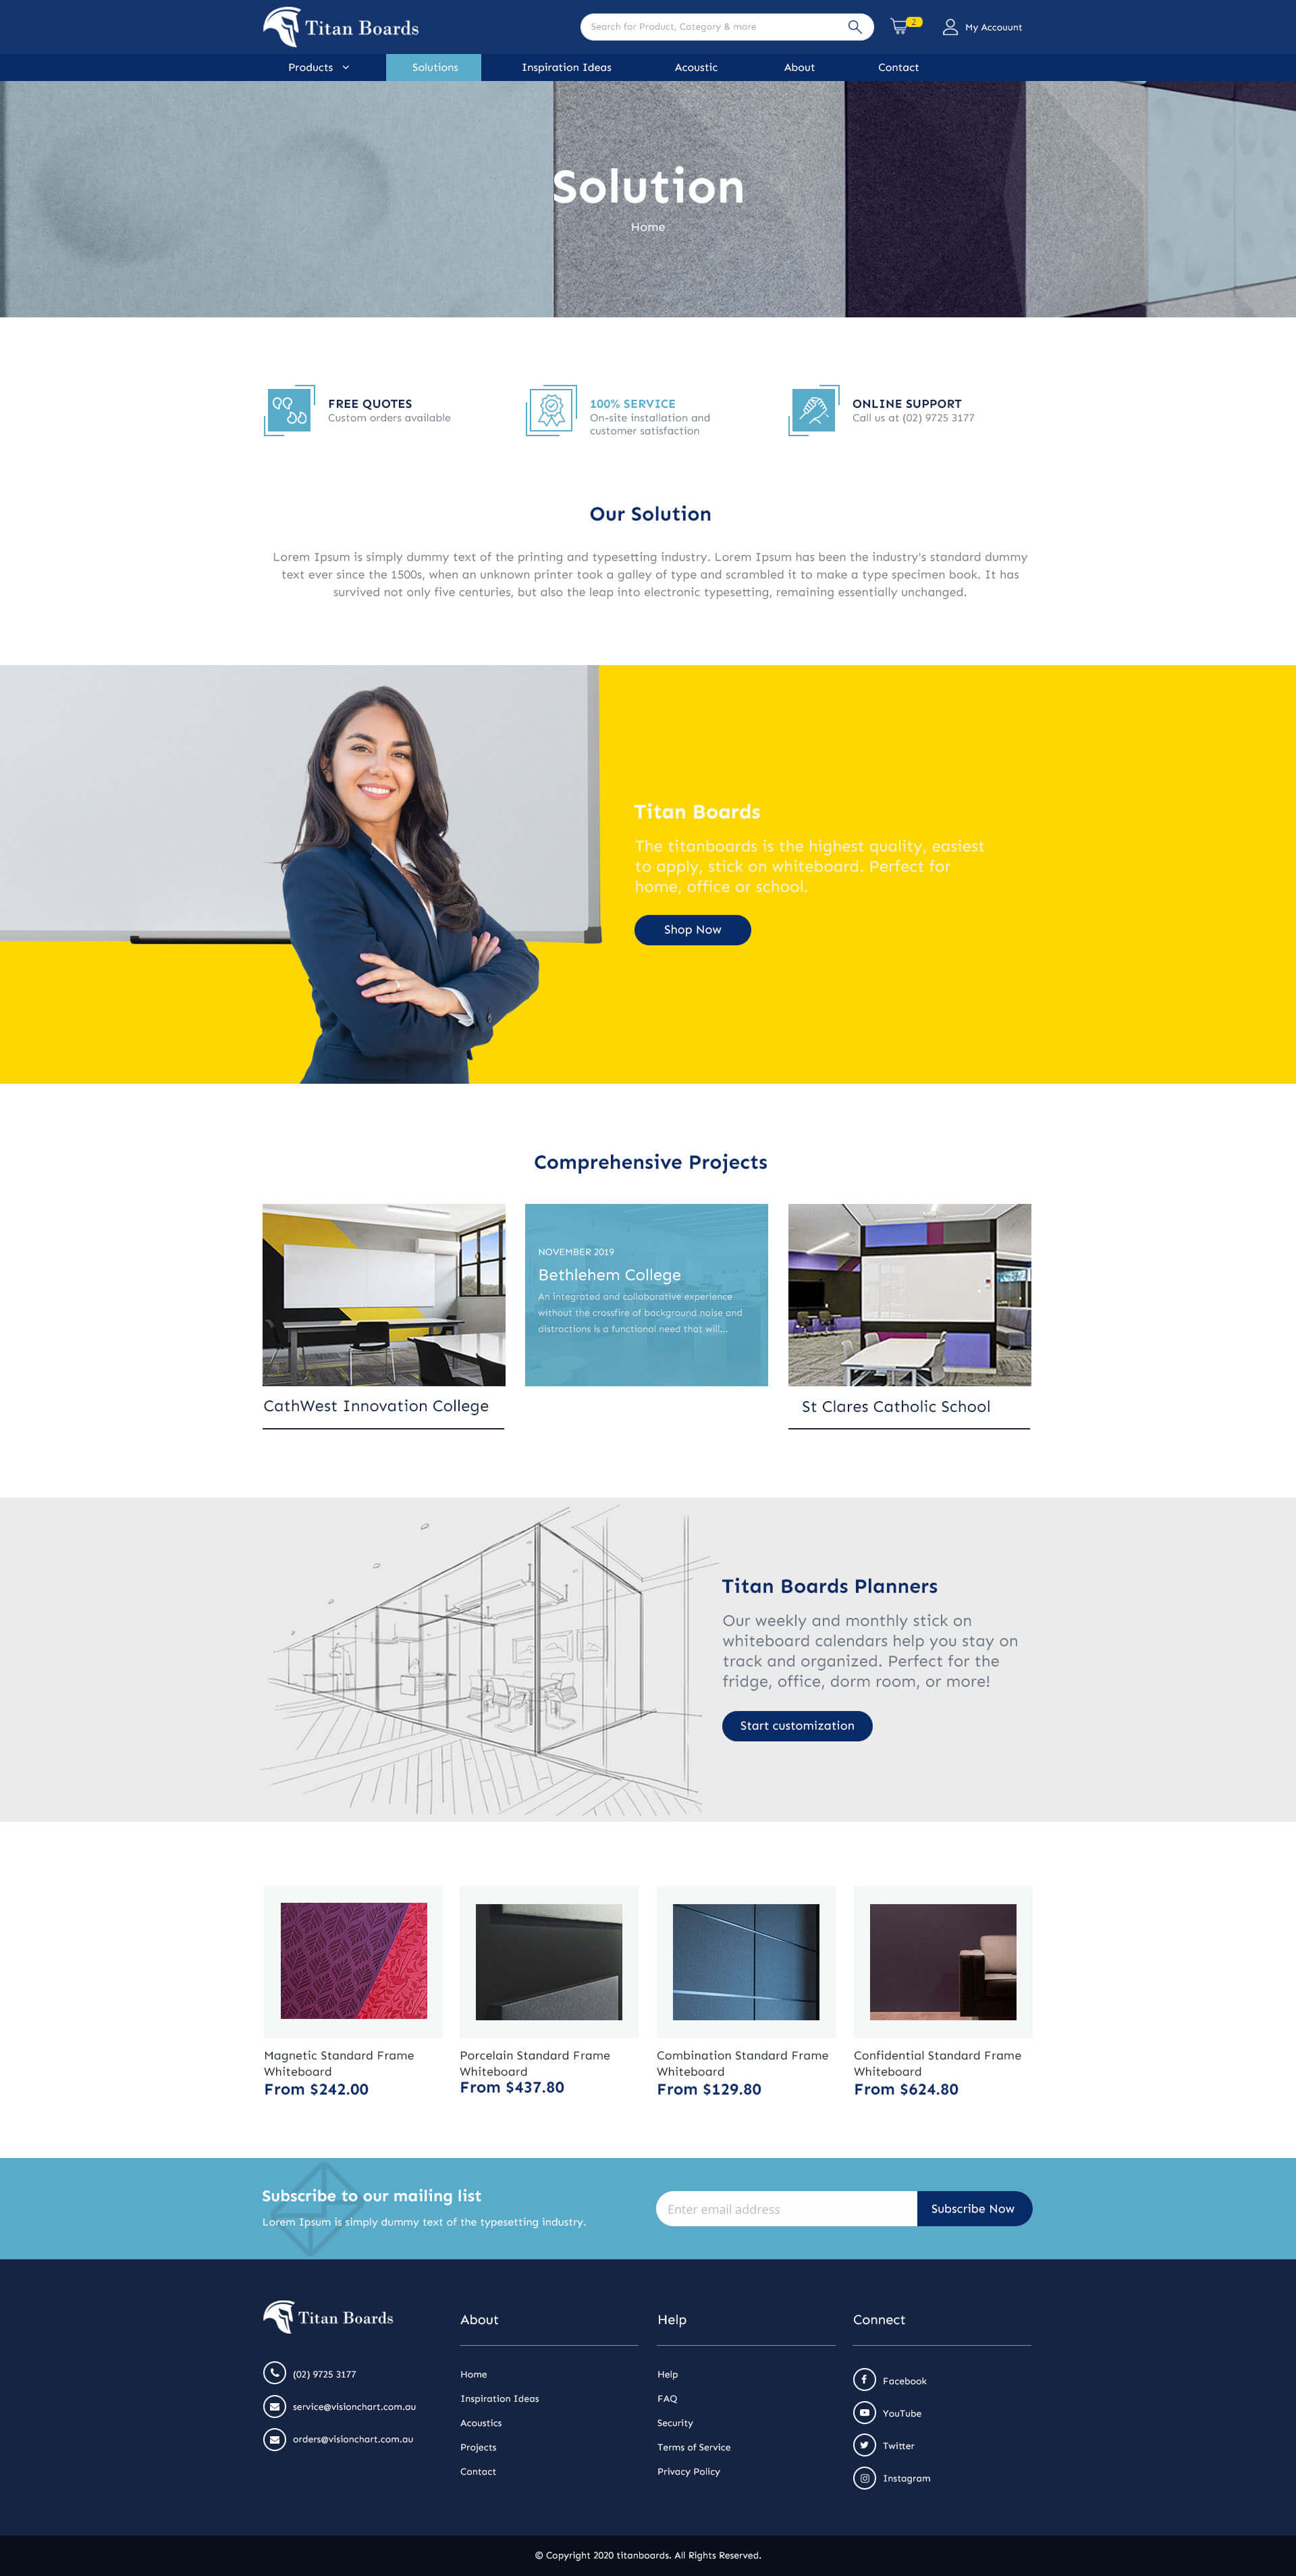 Titan Boards
Search for Product, Category & more
2
My Accouunt
Products
Solutions
Inspiration Ideas
Acoustic
About
Contact
Solution
Home
FREE QUOTES
Custom orders available
100% SERVICE
On-site installation and
customer satisfaction
ONLINE SUPPORT
Call us at (02) 9725 3177
Our Solution
Lorem Ipsum is simply dummy text of the printing and typesetting industry. Lorem Ipsum has been the industry's standard dummy
text ever since the 1500s, when an unknown printer took a galley of type and scrambled it to make a type specimen book. It has
survived not only five centuries, but also the leap into electronic typesetting, remaining essentially unchanged.
Titan Boards
The titanboards is the highest quality, easiest
to apply, stick on whiteboard. Perfect for
home, office or school.
Shop Now
Comprehensive Projects
CathWest Innovation College
NOVEMBER 2019
Bethlehem College
An integrated and collaborative experience
without the crossfire of background noise and
distractions is a functional need that will...
St Clares Catholic School
Titan Boards Planners
Our weekly and monthly stick on
whiteboard calendars help you stay on
track and organized. Perfect for the
fridge, office, dorm room, or more!
Start customization
Magnetic Standard Frame
Whiteboard
From $242.00
Porcelain Standard Frame
Whiteboard
From $437.80
Combination Standard Frame
Whiteboard
From $129.80
Confidential Standard Frame
Whiteboard
From $624.80
Subscribe to our mailing list
Lorem Ipsum is simply dummy text of the typesetting industry.
Enter email address
Subscribe Now
Titan Boards
(02) 9725 3177
service@visionchart.com.au
orders@visionchart.com.au
About
Home
Inspiration Ideas
Acoustics
Projects
Contact
Help
Help
FAQ
Security
Terms of Service
Privacy Policy
Connect
Facebook
YouTube
Twitter
Instagram
© Copyright 2020 titanboards. All Rights Reserved.